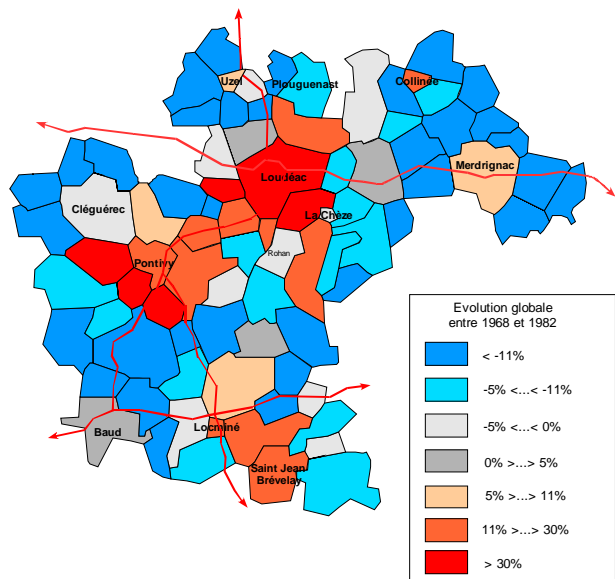 Uzel
Plouguenast
Collinée
Merdrignac
Loudéac
Cléguérec
La Chèze
Rohan
Pontivy
Baud
Locminé
Saint Jean
Brévelay
Evolution globale
entre 1968 et 1982
< -11%
-5% <...< -11%
-5% <...< 0%
0% >...> 5%
5% >...> 11%
11% >...> 30%
> 30%